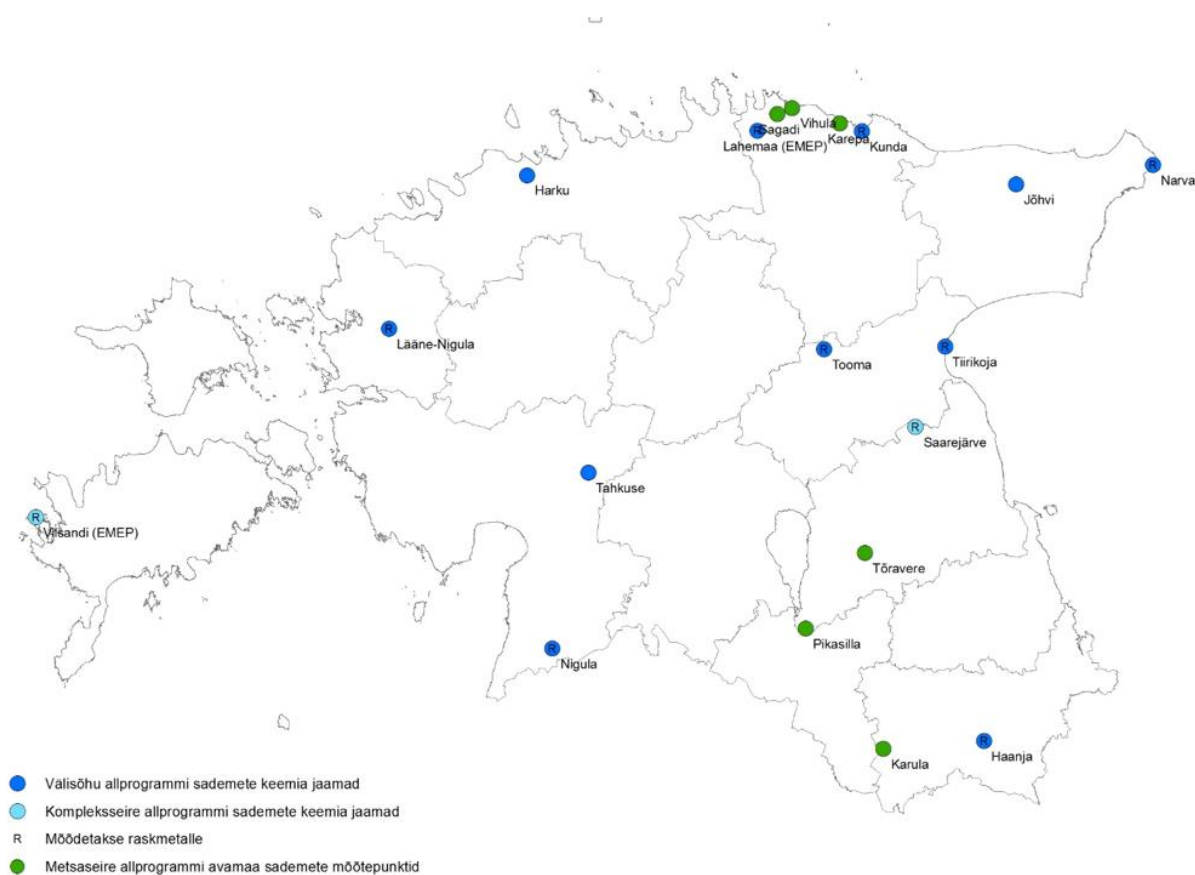 Vihula
R Sagadi
Lahemaa (EMEP)
Karepa
R
Kunda
R
Narva
Harku
Jõhvi
R
Lääne-Nigula
Tooma
R
Tiirikoja
R
Saarejärve
Tahkuse
R
Vilsandi (EMEP)
Tõravere
Pikasilla
R
Nigula
Karula
R
Haanja
Välisõhu allprogrammi sademete keemia jaamad
Kompleksseire allprogrammi sademete keemia jaamad
R Mõõdetakse raskmetalle
Metsaseire allprogrammi avamaa sademete mõõtepunktid